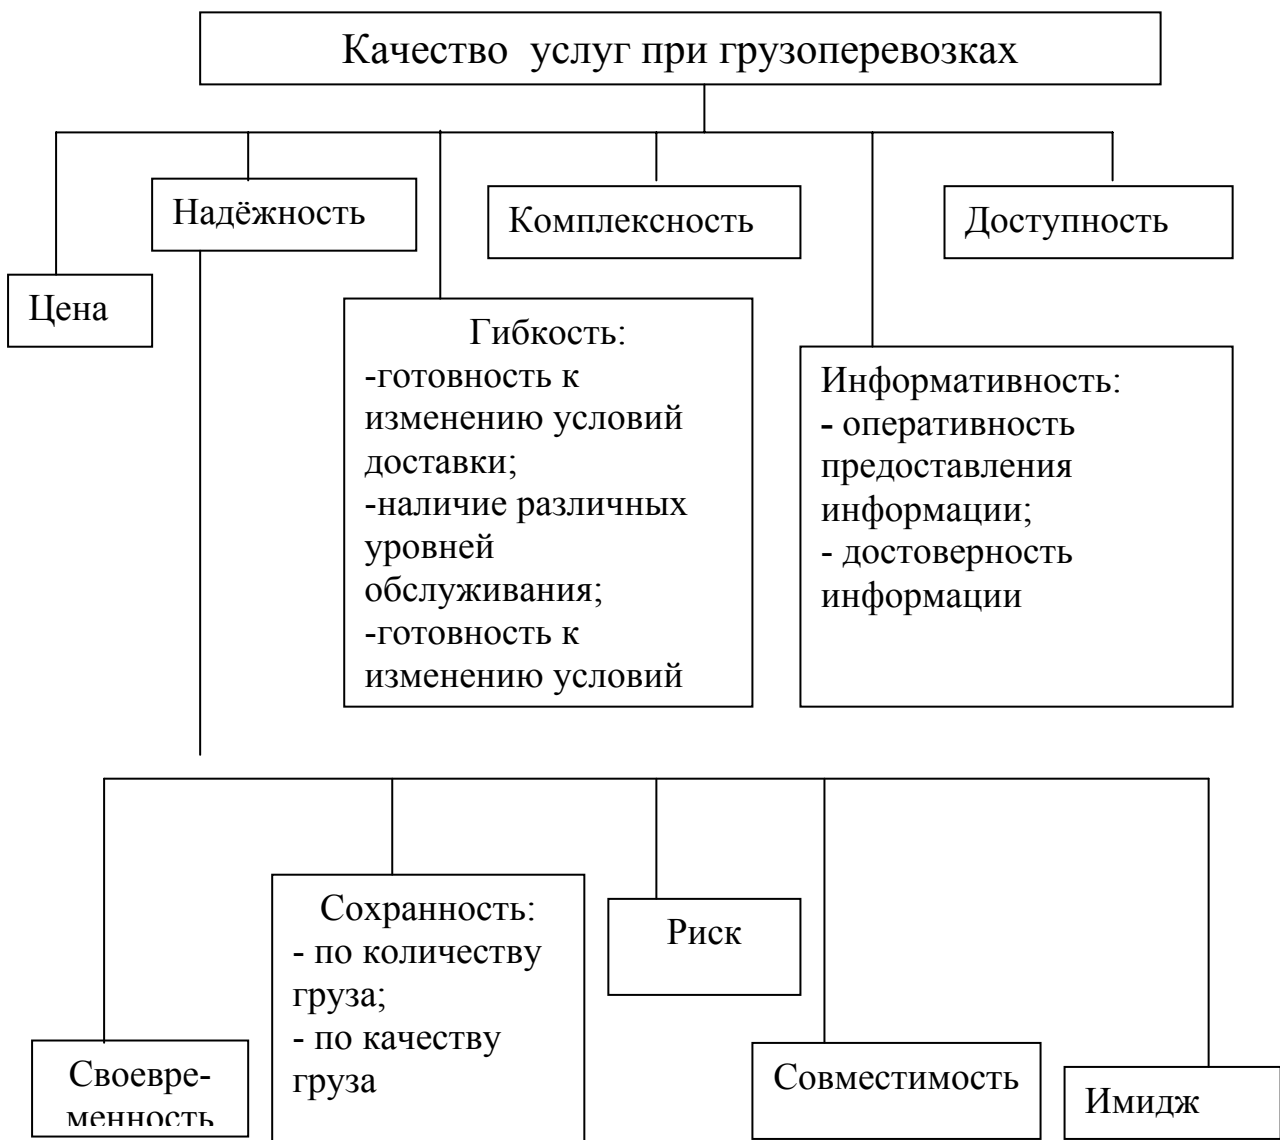 Качество услуг при грузоперевозках
Надёжность
Комплексность
Доступность
Цена
Гибкость:
-готовность к
изменению условий
доставки;
-наличие различных
уровней
обслуживания;
-готовность к
изменению условий
Информативность:
- оперативность
предоставления
информации;
- достоверность
информации
Сохранность:
- по количеству
груза;
- по качеству
груза
Риск
Своевре-
менность
Совместимость
Имидж